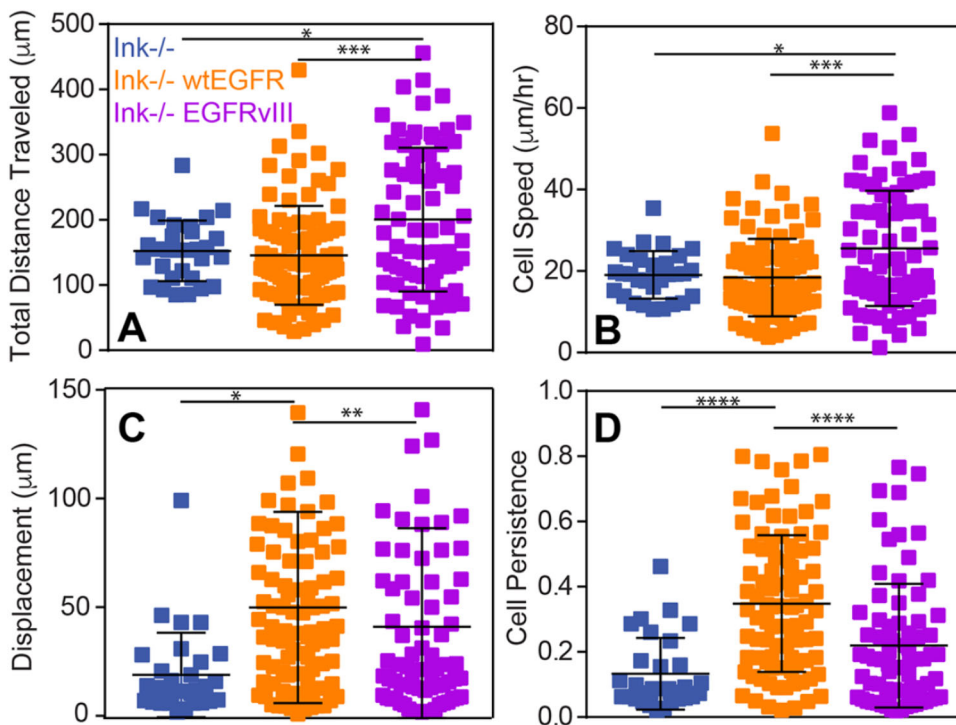 Total Distance Traveled (μm)
500
400
300
200
100
0
Ink-/-
Ink-/- wtEGFR
Ink-/- EGFRvIII
*
***
A
Cell Speed (μm/hr)
80
60
40
20
0
*
***
B
Displacement (μm)
150
100
50
0
*
**
C
Cell Persistence
1.0
0.8
0.6
0.4
0.2
0.0
****
****
D